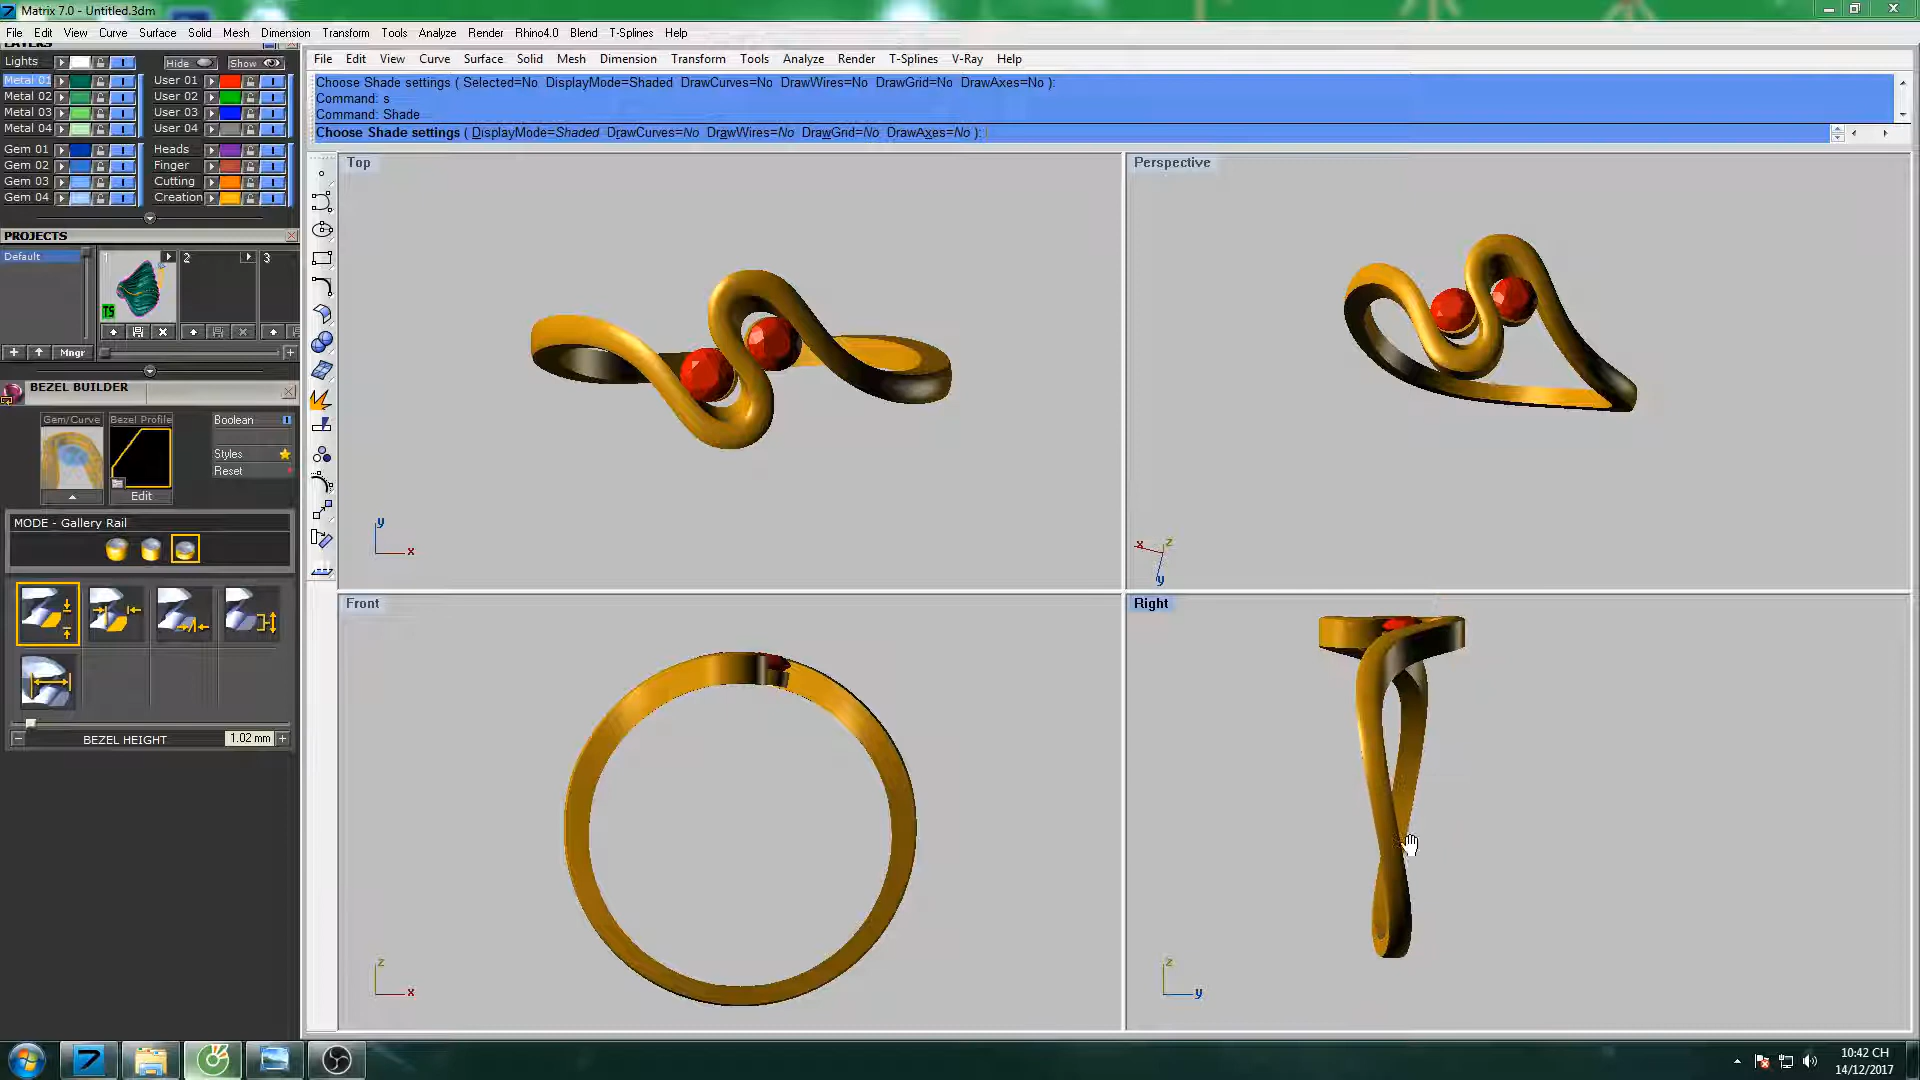 Matrix 7.0 - Untitled.3dm
File Edit View Curve Surface Solid Mesh Dimension Transform Tools Analyze Render Rhino4.0 Blend T-Splines Help
LAYERS
Lights Hide Show
Metal 01 User 01
Metal 02 User 02
Metal 03 User 03
Metal 04 User 04
Gem 01 Heads
Gem 02 Finger
Gem 03 Cutting
Gem 04 Creation
PROJECTS
Default 1 2 3
TS
Mngr
BEZEL BUILDER
Gem/Curve Bezel Profile Boolean
Styles
Reset
Edit
MODE - Gallery Rail
BEZEL HEIGHT 1.02 mm
File Edit View Curve Surface Solid Mesh Dimension Transform Tools Analyze Render T-Splines V-Ray Help
Choose Shade settings ( Selected=No DisplayMode=Shaded DrawCurves=No DrawWires=No DrawGrid=No DrawAxes=No ):
Command: s
Command: Shade
Choose Shade settings ( DisplayMode=Shaded DrawCurves=No DrawWires=No DrawGrid=No DrawAxes=No ):
Top
y
x
Perspective
x z
y
Front
z
x
Right
z
y
10:42 CH
14/12/2017